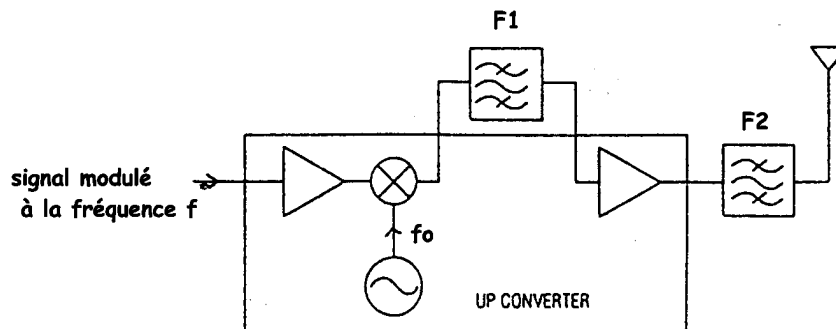 F1
F2
signal modulé
à la fréquence f
fo
UP CONVERTER